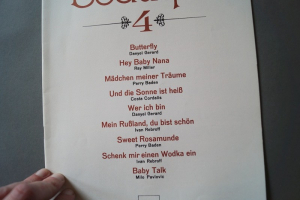 4
Butterfly
Danyel Gerard
Hey Baby Nana
Ray Miller
Mädchen meiner Träume
Perry Baden
Und die Sonne ist heiß
Costa Cordalis
Wer ich bin
Danyel Gerard
Mein Rußland, du bist schön
Ivan Rebroff
Sweet Rosamunde
Perry Baden
Schenk mir einen Wodka ein
Ivan Rebroff
Baby Talk
Milo Pavlovic